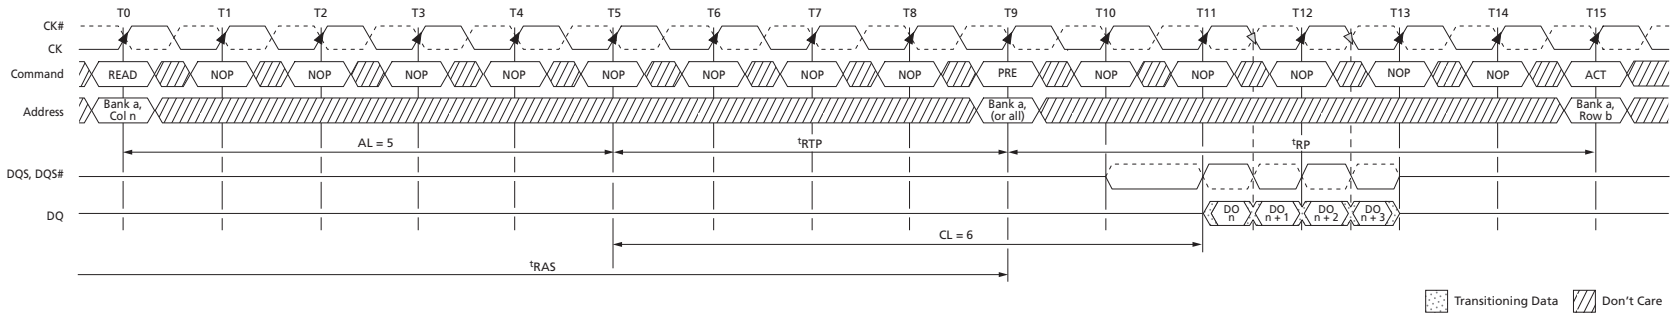 T0 T1 T2 T3 T4 T5 T6 T7 T8 T9 T10 T11 T12 T13 T14 T15
CK#
CK
Command READ NOP NOP NOP NOP NOP NOP NOP NOP PRE NOP NOP NOP NOP NOP ACT
Address Bank a, Col n Bank a, (or all) Bank a, Row b
AL = 5 tRTP tRP
DQS, DQS#
DQ DO n DO n + 1 DO n + 2 DO n + 3
CL = 6
tRAS
Transitioning Data Don't Care